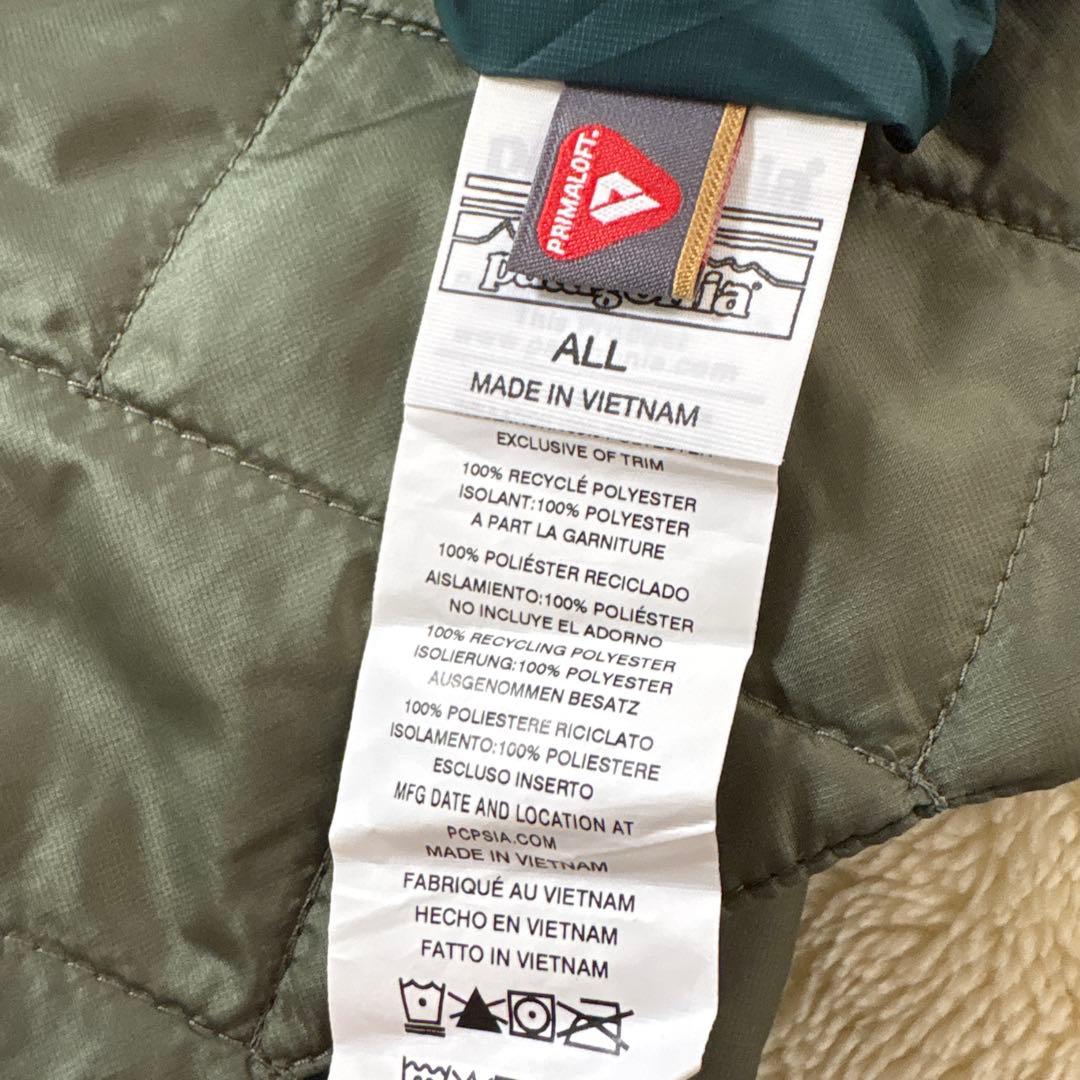 PRIMALOFT
patagonia
ALL
MADE IN VIETNAM
EXCLUSIVE OF TRIM
100% RECYCLÉ POLYESTER
ISOLANT:100% POLYESTER
A PART LA GARNITURE
100% POLIÉSTER RECICLADO
AISLAMIENTO:100% POLIÉSTER
NO INCLUYE EL ADORNO
100% RECYCLING POLYESTER
ISOLIERUNG:100% POLYESTER
AUSGENOMMEN BESATZ
100% POLIESTERE RICICLATO
ISOLAMENTO:100% POLIESTERE
ESCLUSO INSERTO
MFG DATE AND LOCATION AT
PCPSIA.COM
MADE IN VIETNAM
FABRIQUÉ AU VIETNAM
HECHO EN VIETNAM
FATTO IN VIETNAM